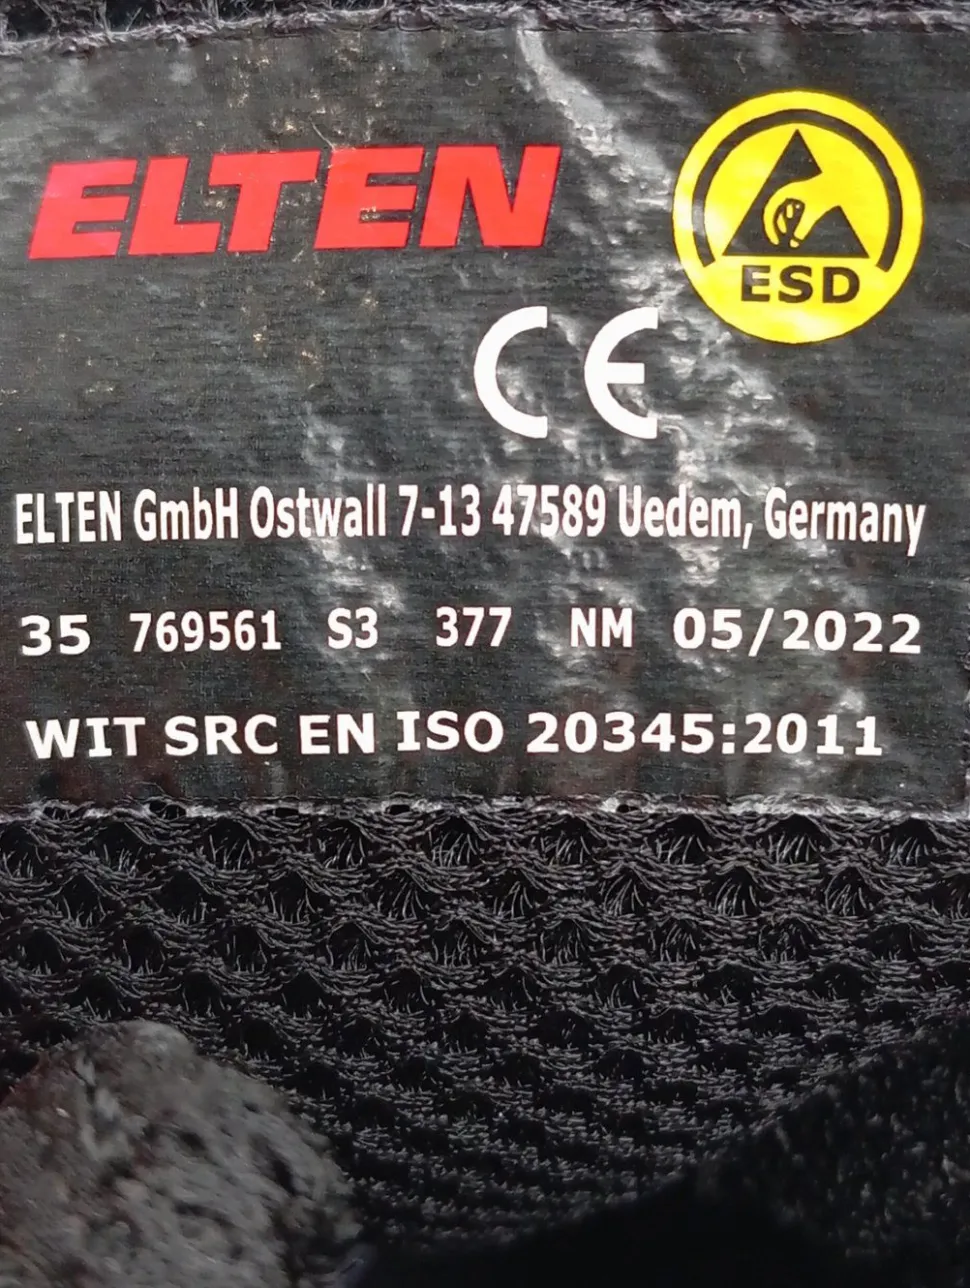 ELTEN
ESD
CE
ELTEN GmbH Ostwall 7-13 47589 Uedem, Germany
35 769561 S3 377 NM 05/2022
WIT SRC EN ISO 20345:2011